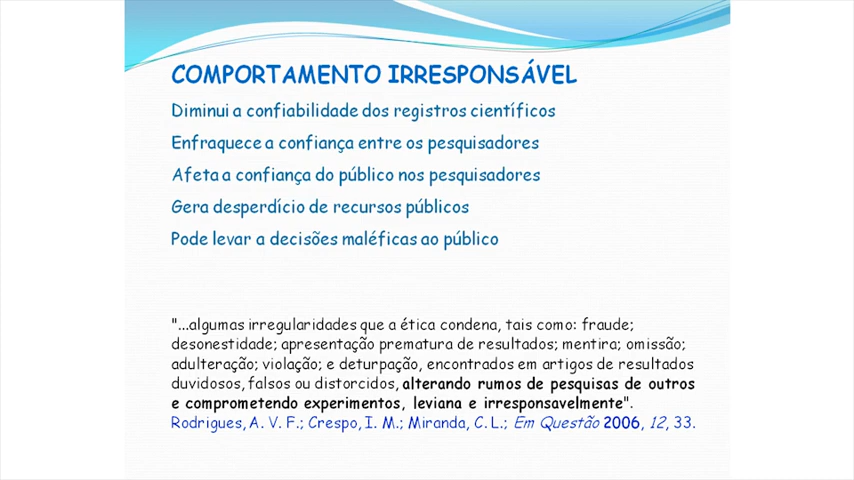 COMPORTAMENTO IRRESPONSÁVEL
Diminui a confiabilidade dos registros científicos
Enfraquece a confiança entre os pesquisadores
Afeta a confiança do público nos pesquisadores
Gera desperdício de recursos públicos
Pode levar a decisões maléficas ao público
"...algumas irregularidades que a ética condena, tais como: fraude;
desonestidade; apresentação prematura de resultados; mentira; omissão;
adulteração; violação; e deturpação, encontrados em artigos de resultados
duvidosos, falsos ou distorcidos, alterando rumos de pesquisas de outros
e comprometendo experimentos, leviana e irresponsavelmente".
Rodrigues, A. V. F.; Crespo, I. M.; Miranda, C. L.; Em Questão 2006, 12, 33.